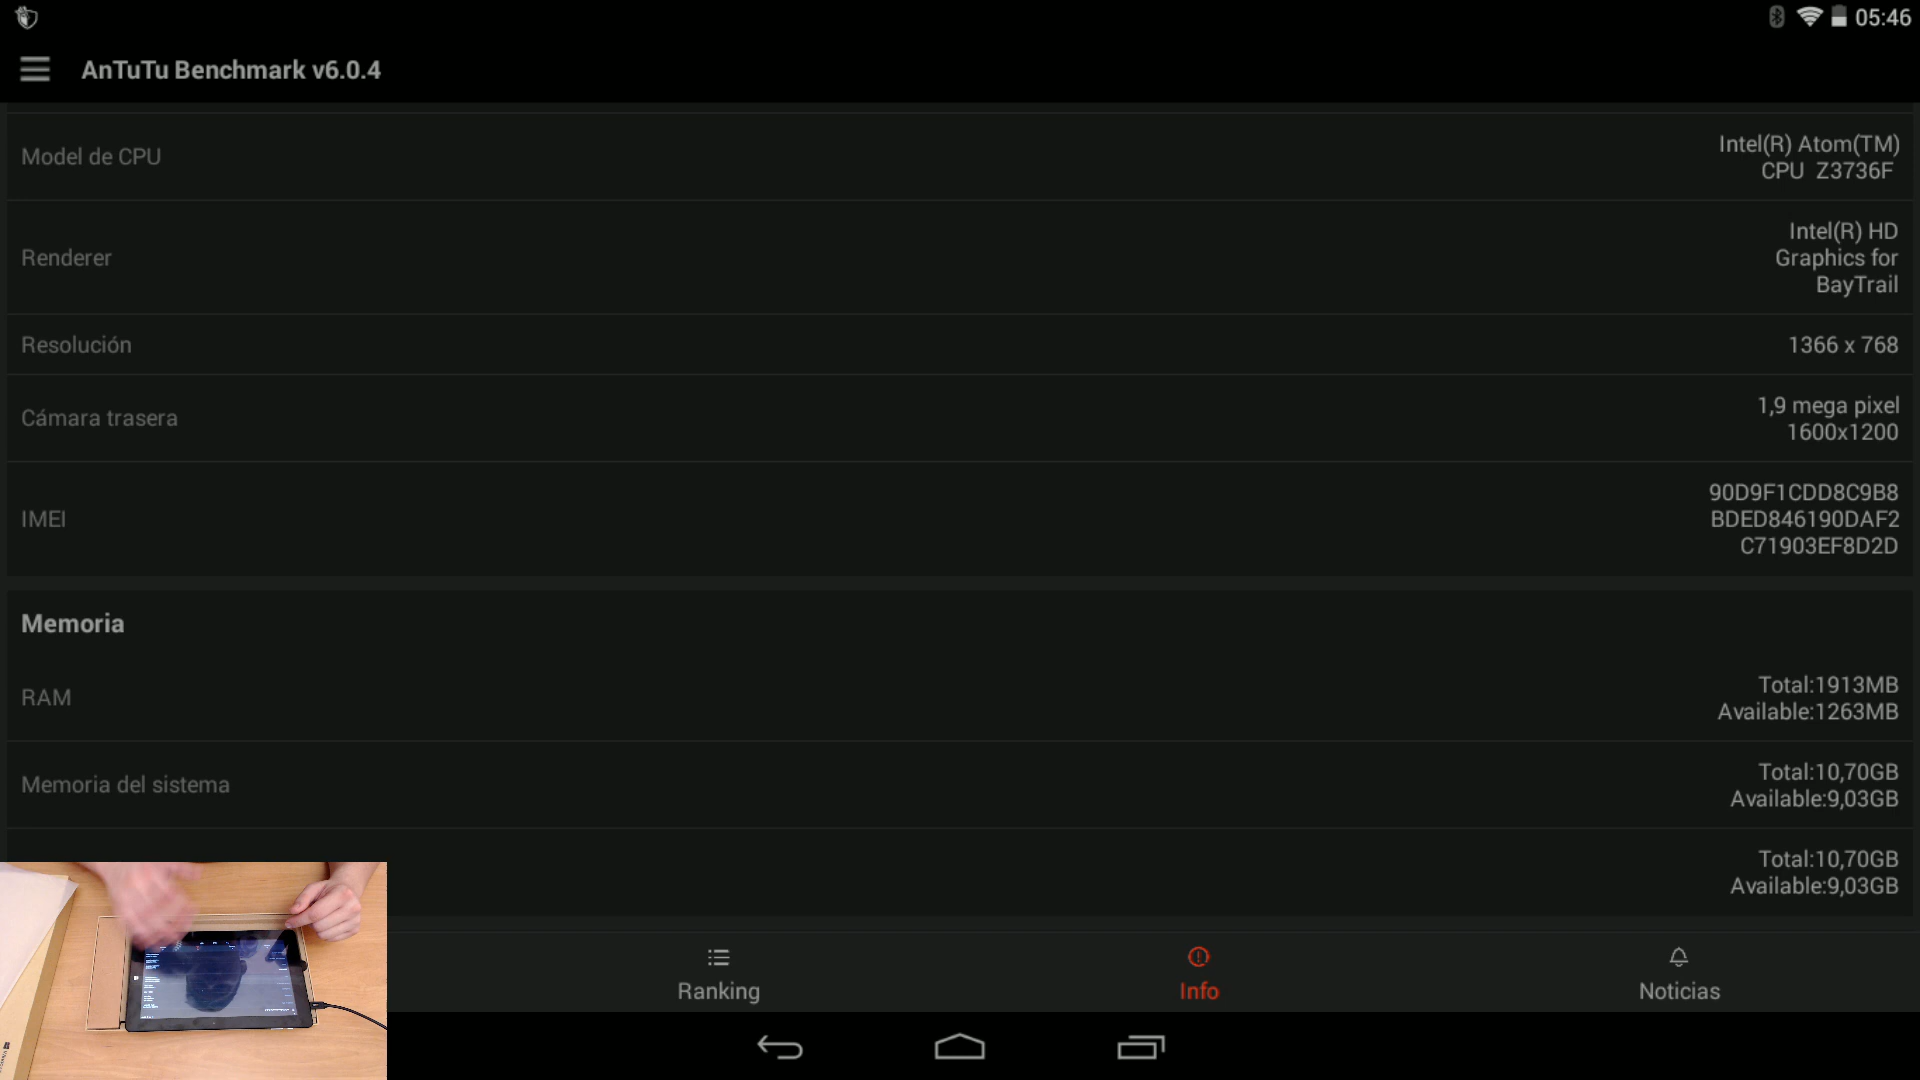 05:46
AnTuTu Benchmark v6.0.4
Model de CPU
Intel(R) Atom(TM)
CPU Z3736F
Renderer
Intel(R) HD
Graphics for
BayTrail
Resolución
1366 x 768
Cámara trasera
1,9 mega pixel
1600x1200
IMEI
90D9F1CDD8C9B8
BDED846190DAF2
C71903EF8D2D
Memoria
RAM
Total:1913MB
Available:1263MB
Memoria del sistema
Total:10,70GB
Available:9,03GB
Total:10,70GB
Available:9,03GB
Ranking
Info
Noticias